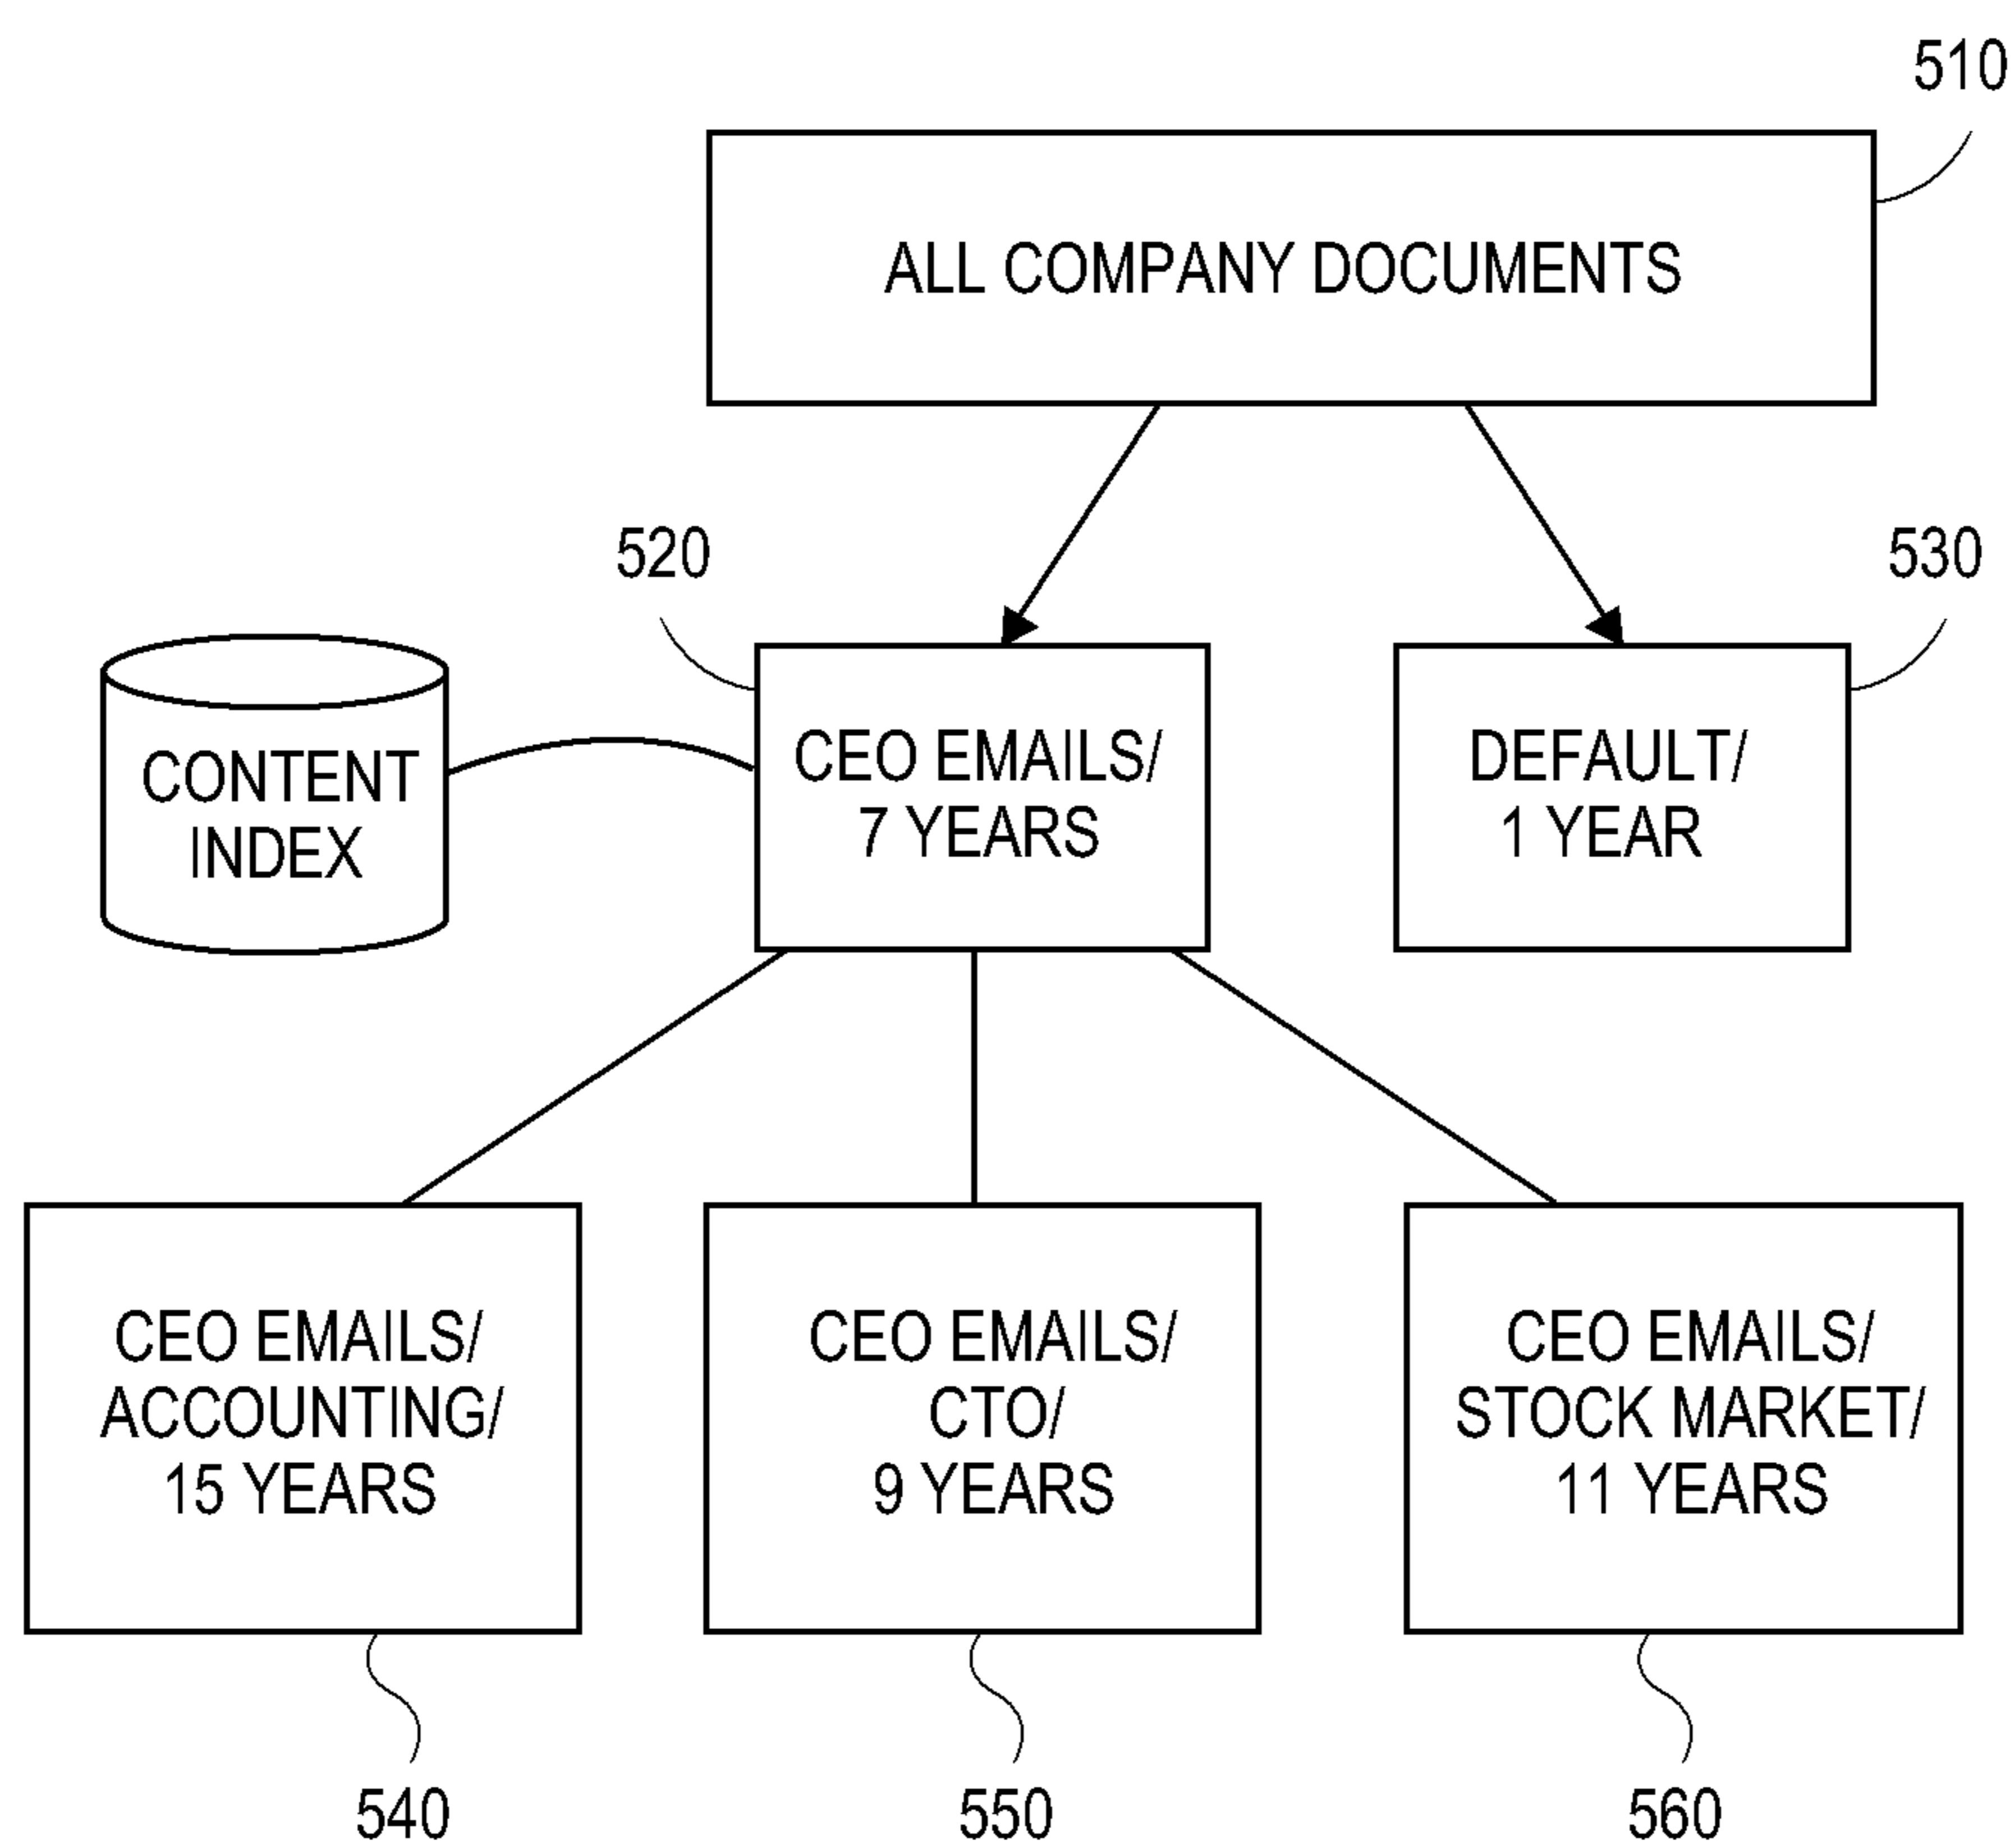 510
ALL COMPANY DOCUMENTS
520
530
CONTENT
INDEX
CEO EMAILS/
7 YEARS
DEFAULT/
1 YEAR
CEO EMAILS/
ACCOUNTING/
15 YEARS
CEO EMAILS/
CTO/
9 YEARS
CEO EMAILS/
STOCK MARKET/
11 YEARS
540
550
560